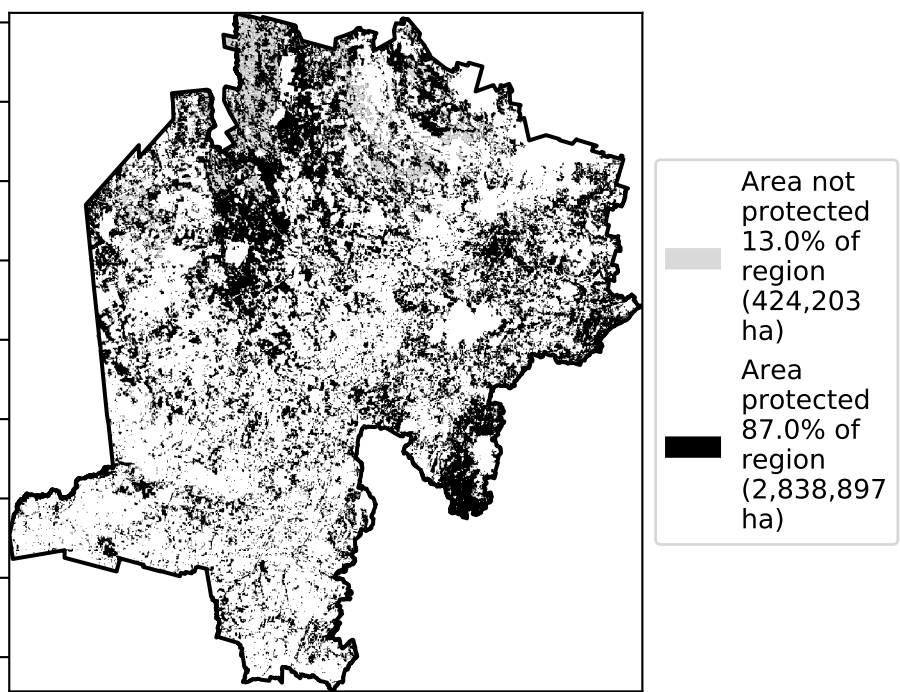 Area not
protected
13.0% of
region
(424,203
ha)
Area
protected
87.0% of
region
(2,838,897
ha)